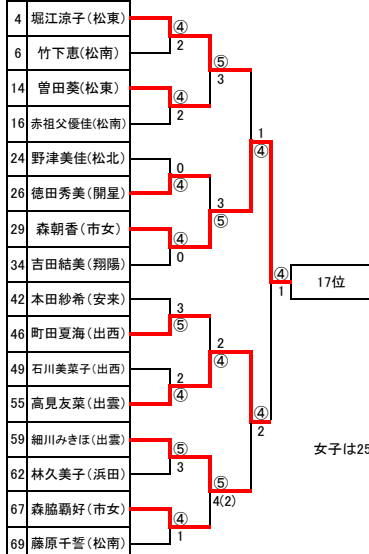 4 堀江涼子(松東)
④
6 竹下恵(松南)
2
⑤
3
14 曽田葵(松東)
④
16 赤祖父優佳(松南)
2
1
④
24 野津美佳(松北)
0
26 徳田秀美(開星)
④
3
⑤
29 森朝香(市女)
④
34 吉田結美(翔陽)
0
④
1
17位
42 本田紗希(安来)
3
46 町田夏海(出西)
⑤
2
④
49 石川美菜子(出西)
2
55 高見友菜(出雲)
④
④
2
59 細川みきほ(出雲)
⑤
女子は25
62 林久美子(浜田)
3
⑤
4(2)
67 森脇覇好(市女)
④
69 藤原千誓(松南)
1